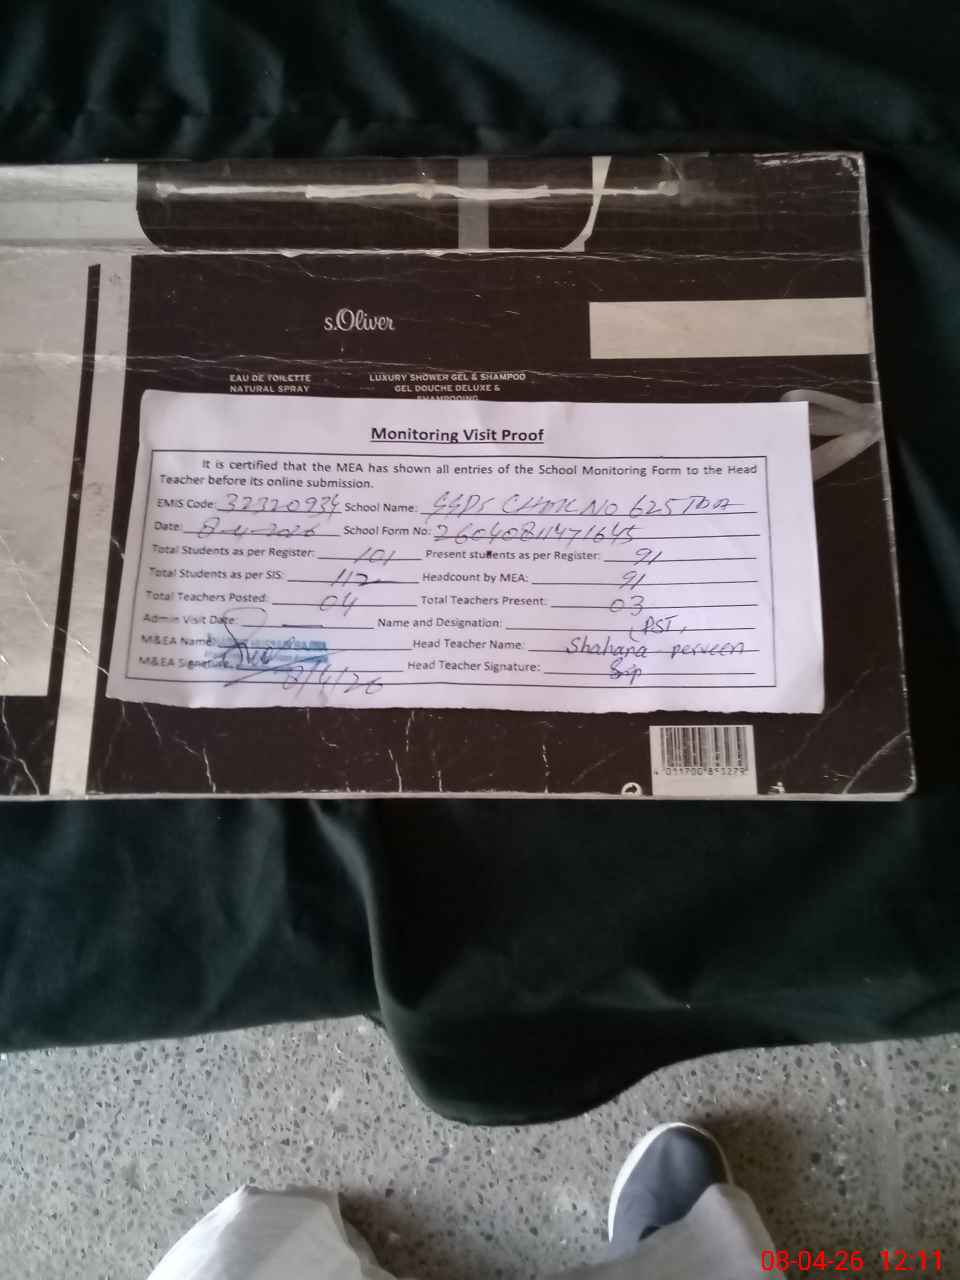 s.Oliver
EAU DE TOILETTE
NATURAL SPRAY
LUXURY SHOWER GEL & SHAMPOO
GEL DOUCHE DELUXE &
SHAMPOOING
Monitoring Visit Proof
It is certified that the MEA has shown all entries of the School Monitoring Form to the Head
Teacher before its online submission.
EMIS Code: 32320934 School Name: GGPS CHAK NO 625 TDA
Date: 8-4-2026 School Form No: 26040811471645
Total Students as per Register: 101 Present students as per Register: 91
Total Students as per SIS: 112 Headcount by MEA: 91
Total Teachers Posted: 04 Total Teachers Present: 03
Admin Visit Date: Name and Designation:
PST,
M&EA Name: Head Teacher Name: Shahana perveen
M&EA Signature: 8/4/26 Head Teacher Signature:
08-04-26 12:11